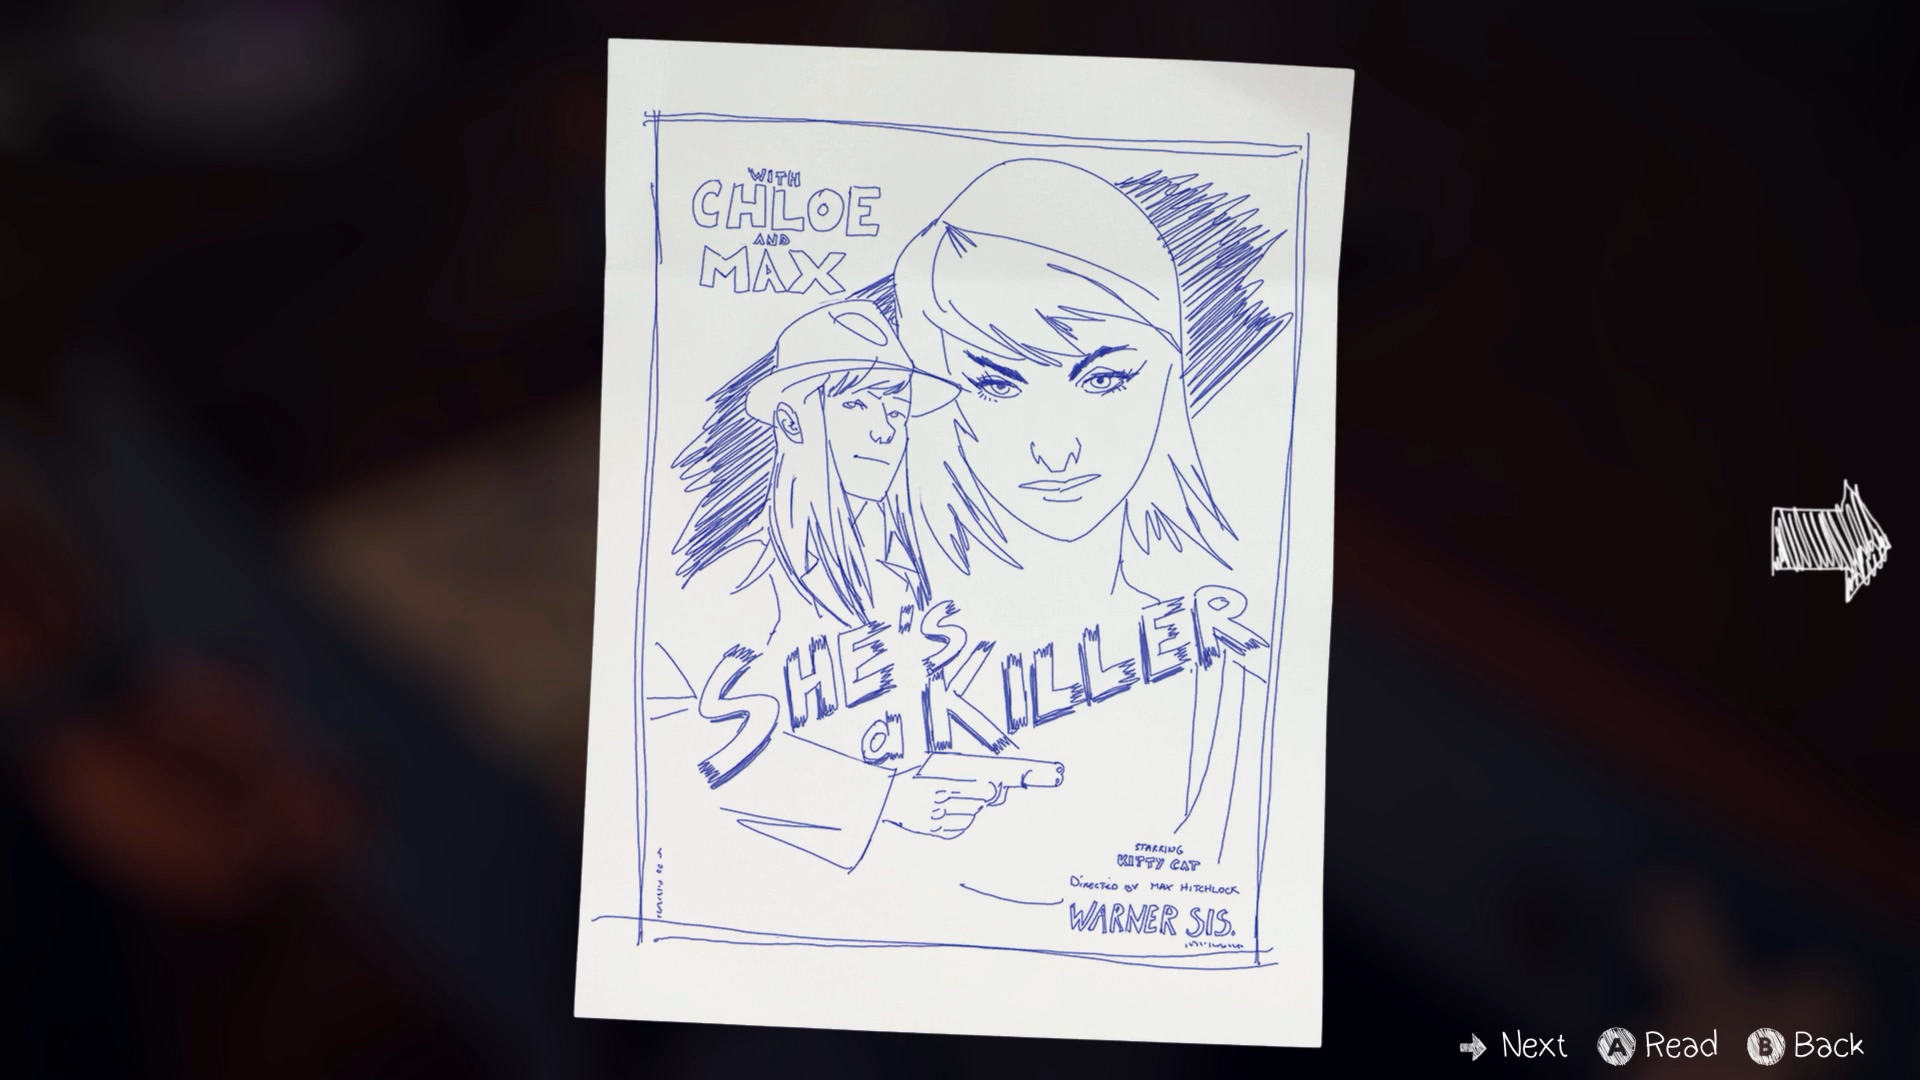 WITH
CHLOE
AND
MAX
SHE'S
a KILLER
STARRING
KITTY CAT
DIRECTED BY MAX HITCHLOCK
WARNER SIS.
Next A Read B Back